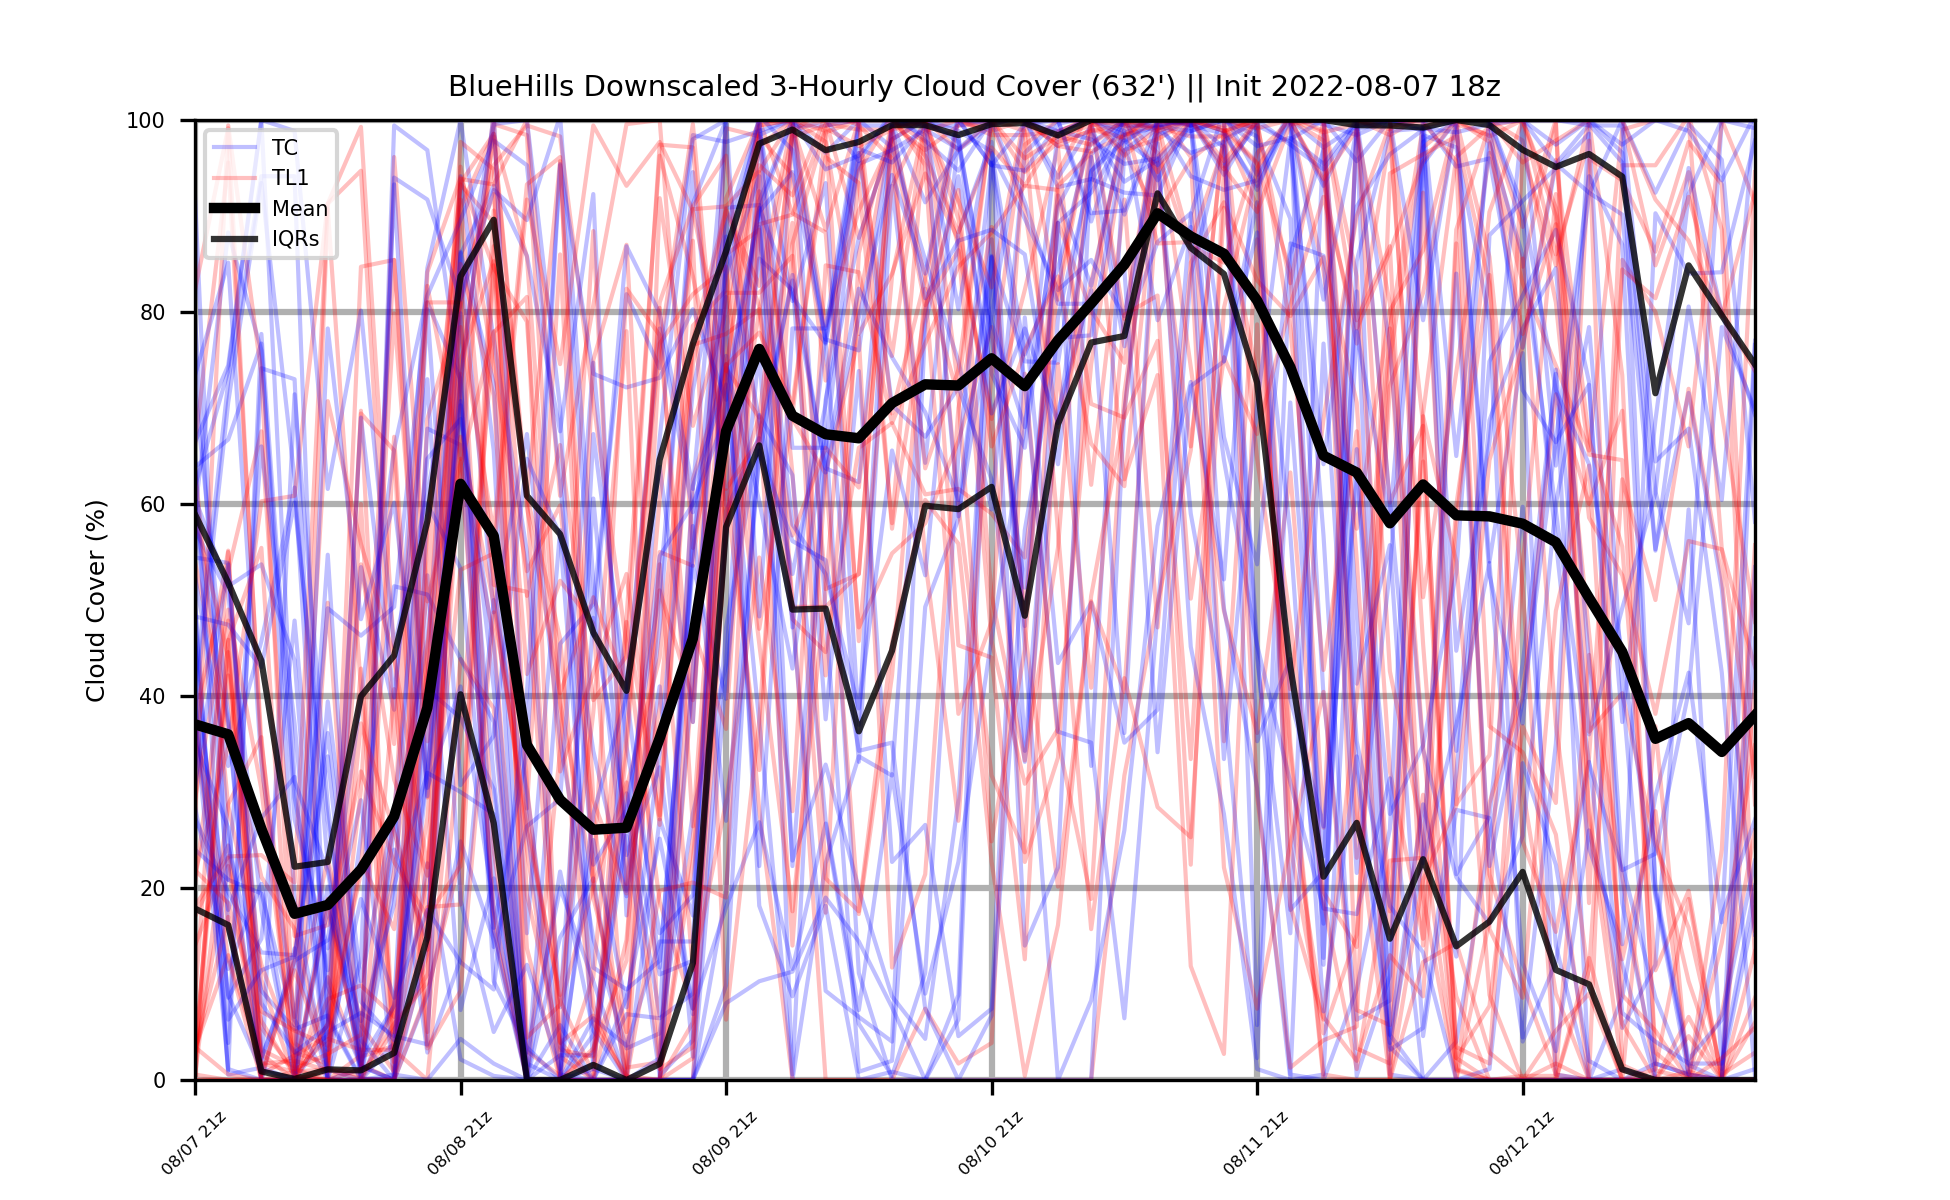 BlueHills Downscaled 3-Hourly Cloud Cover (632') || Init 2022-08-07 18z
TC
TL1
Mean
IQRs
Cloud Cover (%)
100
80
60
40
20
0
08/07 21z
08/08 21z
08/09 21z
08/10 21z
08/11 21z
08/12 21z